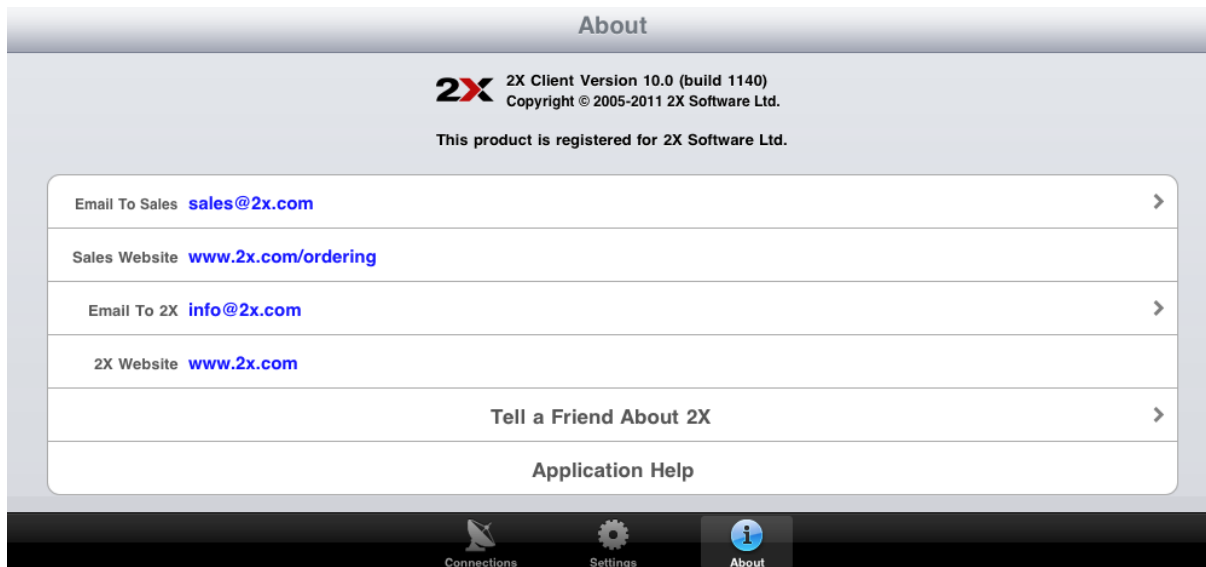 About
2X 2X Client Version 10.0 (build 1140)
Copyright © 2005-2011 2X Software Ltd.
This product is registered for 2X Software Ltd.
Email To Sales sales@2x.com
Sales Website www.2x.com/ordering
Email To 2X info@2x.com
2X Website www.2x.com
Tell a Friend About 2X
Application Help
Connections Settings About